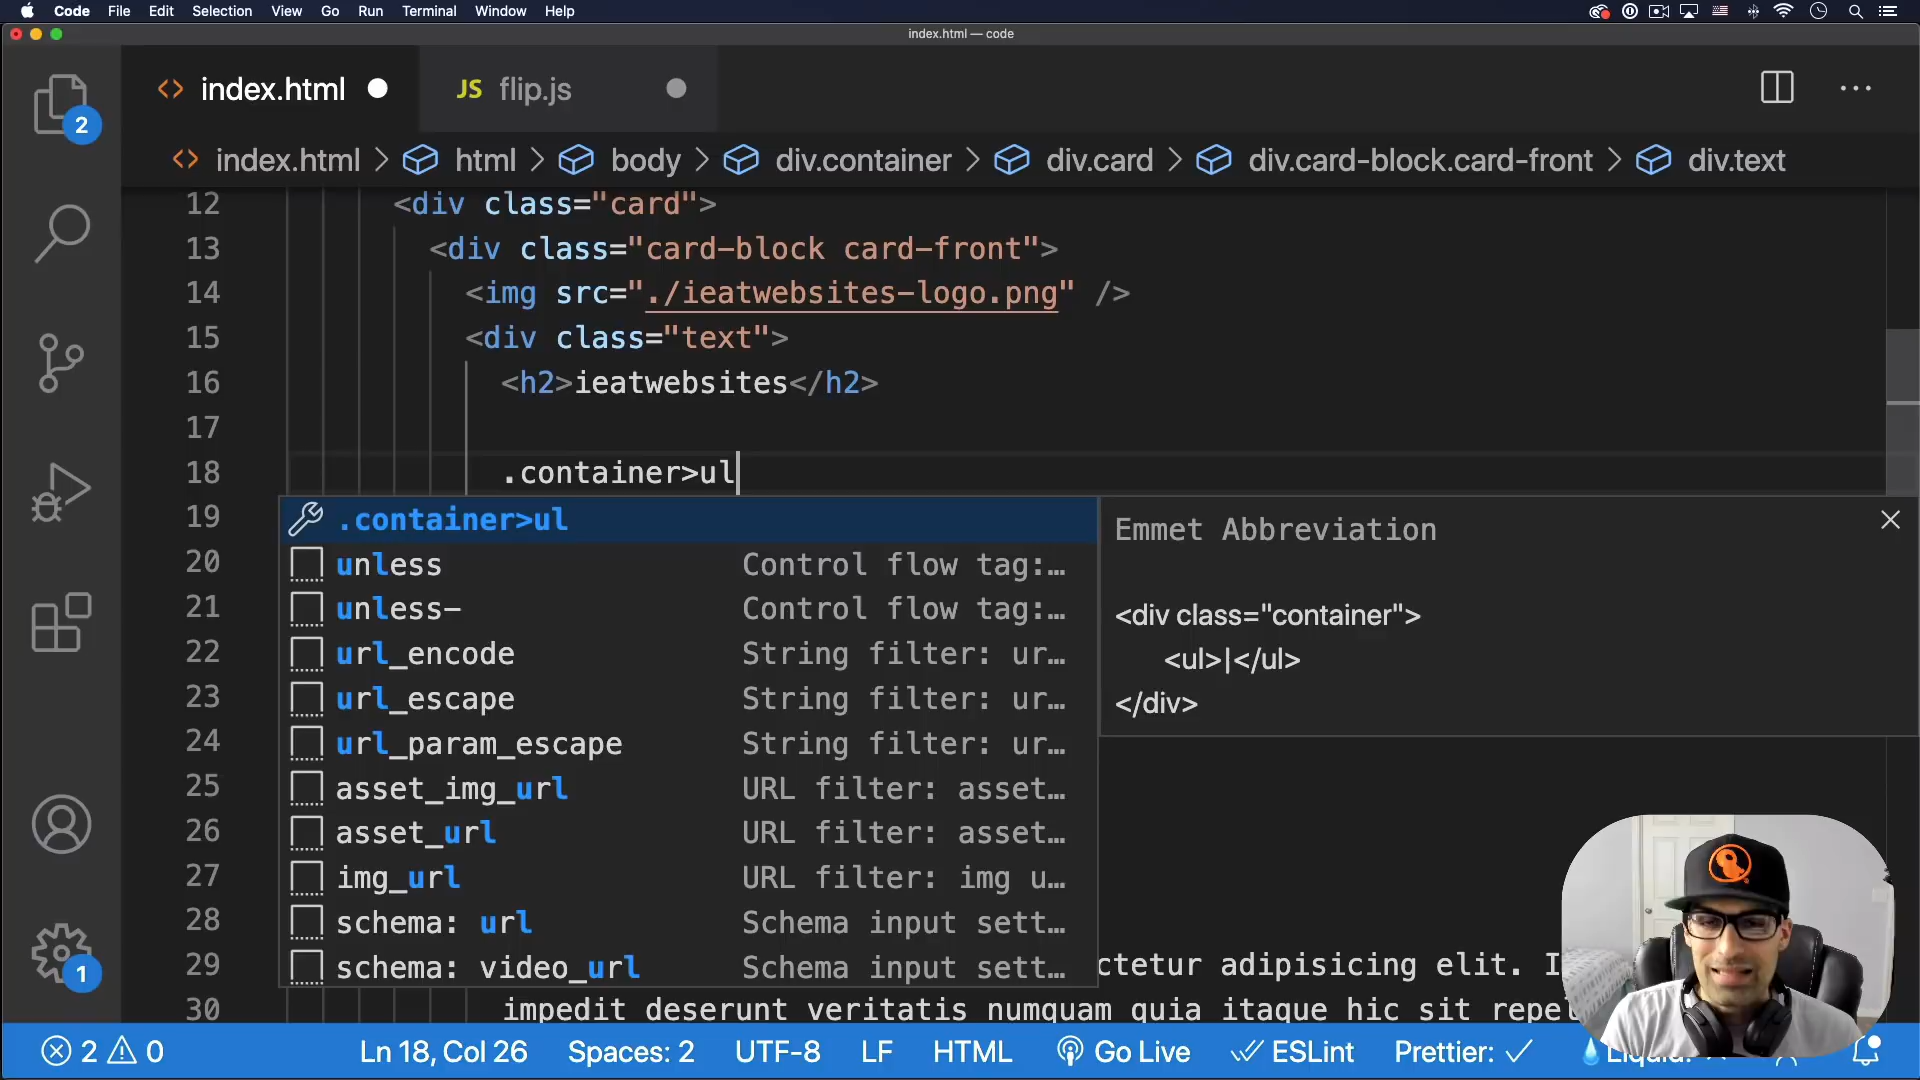 Code File Edit Selection View Go Run Terminal Window Help
index.html — code
index.html JS flip.js
2
index.html > html > body > div.container > div.card > div.card-block.card-front > div.text
12 <div class="card">
13 <div class="card-block card-front">
14 <img src="./ieatwebsites-logo.png" />
15 <div class="text">
16 <h2>ieatwebsites</h2>
17
18 .container>ul
19 .container>ul
20 unless Control flow tag:…
21 unless- Control flow tag:…
22 url_encode String filter: ur…
23 url_escape String filter: ur…
24 url_param_escape String filter: ur…
25 asset_img_url URL filter: asset…
26 asset_url URL filter: asset…
27 img_url URL filter: img u…
28 schema: url Schema input sett…
29 schema: video_url Schema input sett…
Emmet Abbreviation
<div class="container">
<ul>|</ul>
</div>
ctetur adipisicing elit. I
30 impedit deserunt veritatis numquam quia itaque hic sit repe
1
2 0 Ln 18, Col 26 Spaces: 2 UTF-8 LF HTML Go Live ESLint Prettier: ✓